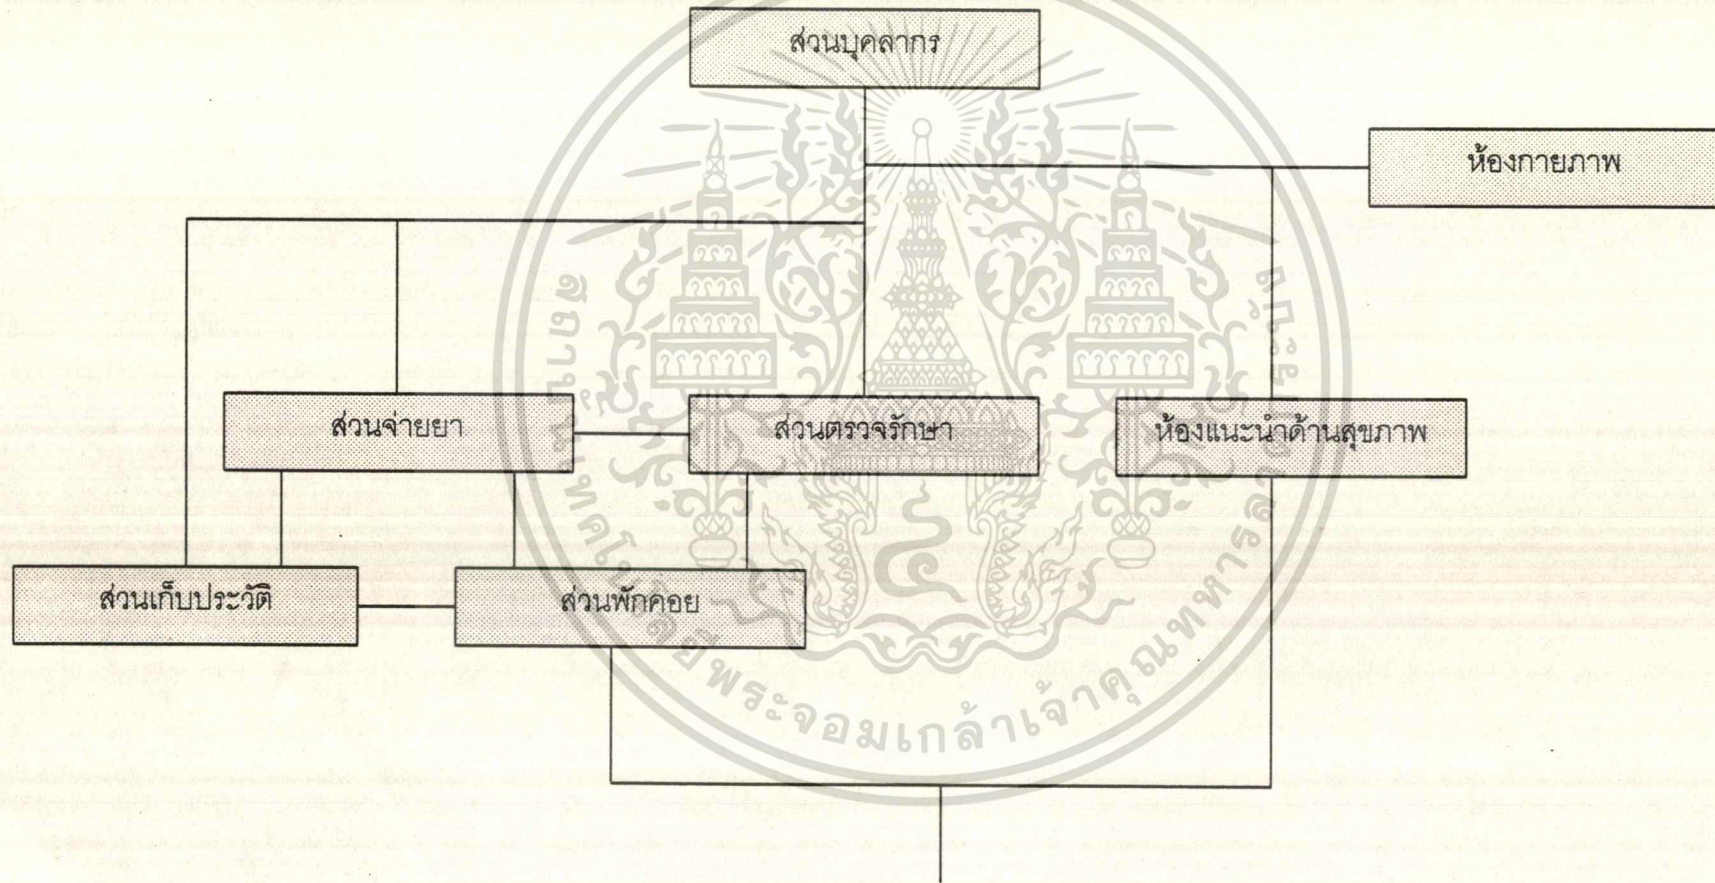 ส่วนบุคลากร
ห้องกายภาพ
ส่วนจ่ายยา
ส่วนตรวจรักษา
ห้องแนะนำด้านสุขภาพ
ส่วนเก็บประวัติ
ส่วนพักคอย
สถาบันเทคโนโลยีพระจอมเกล้าเจ้าคุณทหารลาดกระบัง